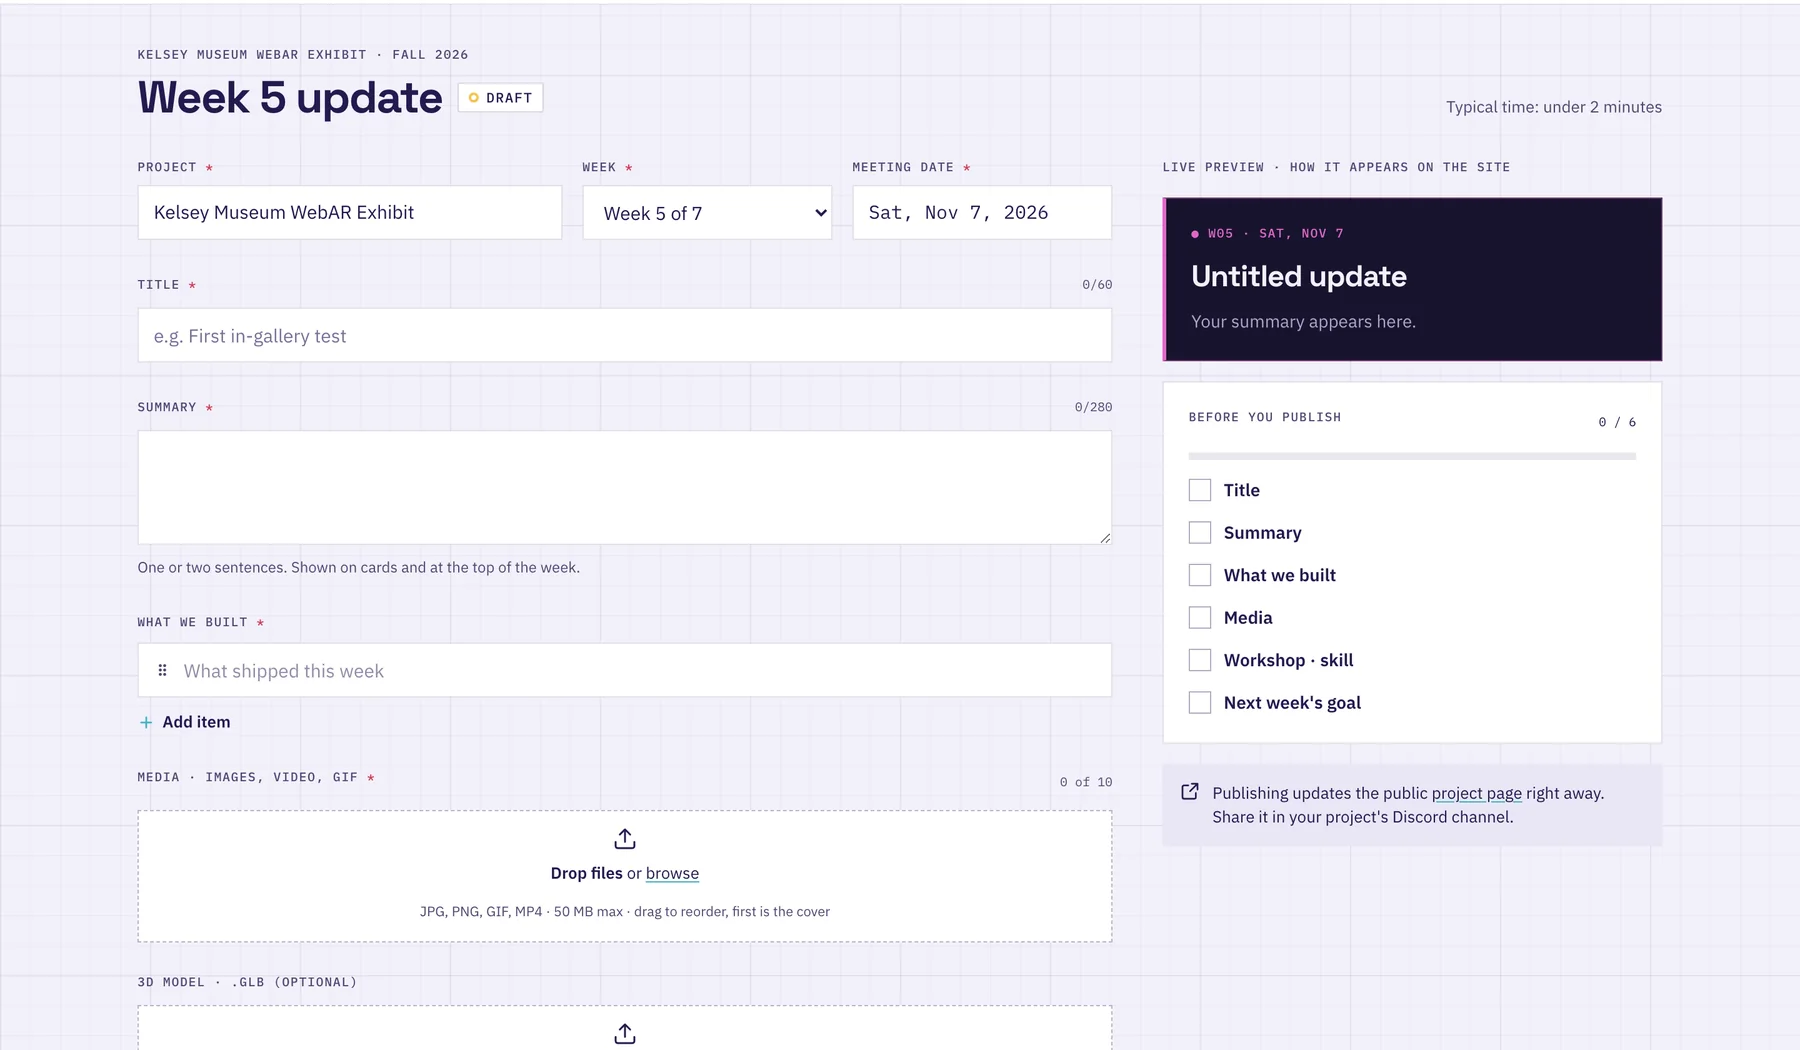 KELSEY MUSEUM WEBAR EXHIBIT · FALL 2026
Week 5 update
DRAFT
Typical time: under 2 minutes
PROJECT *
WEEK *
MEETING DATE *
Kelsey Museum WebAR Exhibit
Week 5 of 7
Sat, Nov 7, 2026
TITLE *
0/60
e.g. First in-gallery test
SUMMARY *
0/280
One or two sentences. Shown on cards and at the top of the week.
WHAT WE BUILT *
What shipped this week
+ Add item
MEDIA · IMAGES, VIDEO, GIF *
0 of 10
Drop files or browse
JPG, PNG, GIF, MP4 · 50 MB max · drag to reorder, first is the cover
3D MODEL · .GLB (OPTIONAL)
LIVE PREVIEW · HOW IT APPEARS ON THE SITE
W05 · SAT, NOV 7
Untitled update
Your summary appears here.
BEFORE YOU PUBLISH
0 / 6
Title
Summary
What we built
Media
Workshop · skill
Next week's goal
Publishing updates the public project page right away.
Share it in your project's Discord channel.